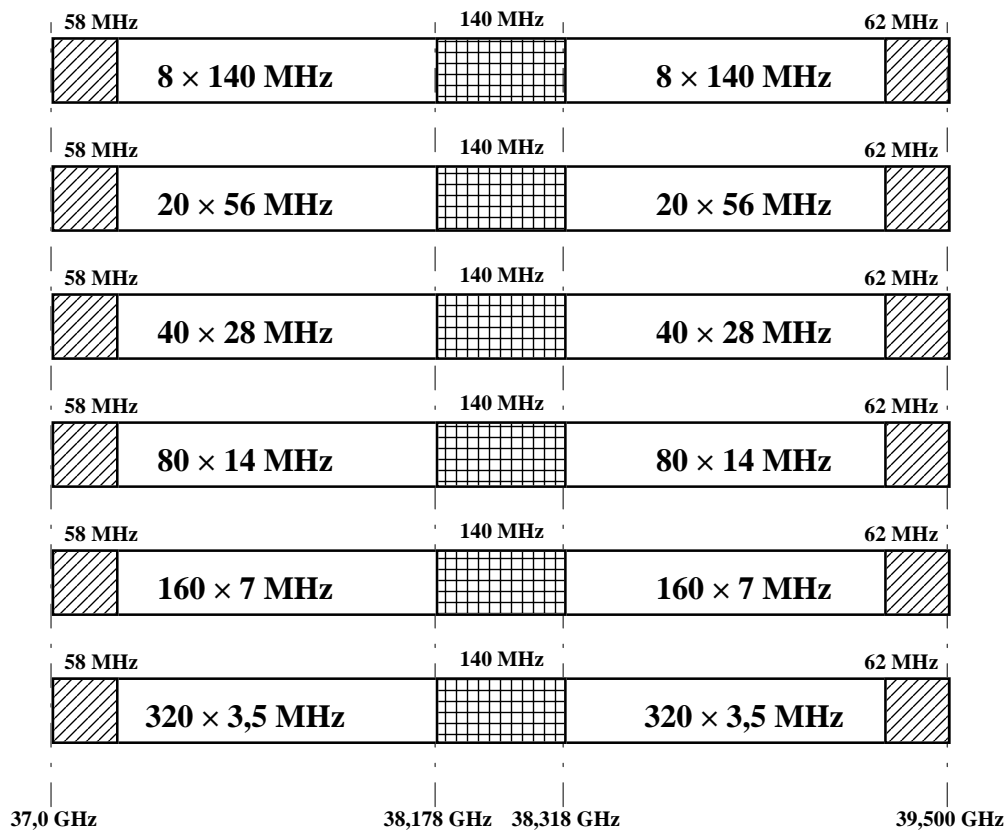 58 MHz 140 MHz 62 MHz
8 × 140 MHz 8 × 140 MHz
58 MHz 140 MHz 62 MHz
20 × 56 MHz 20 × 56 MHz
58 MHz 140 MHz 62 MHz
40 × 28 MHz 40 × 28 MHz
58 MHz 140 MHz 62 MHz
80 × 14 MHz 80 × 14 MHz
58 MHz 140 MHz 62 MHz
160 × 7 MHz 160 × 7 MHz
58 MHz 140 MHz 62 MHz
320 × 3,5 MHz 320 × 3,5 MHz
37,0 GHz 38,178 GHz 38,318 GHz 39,500 GHz